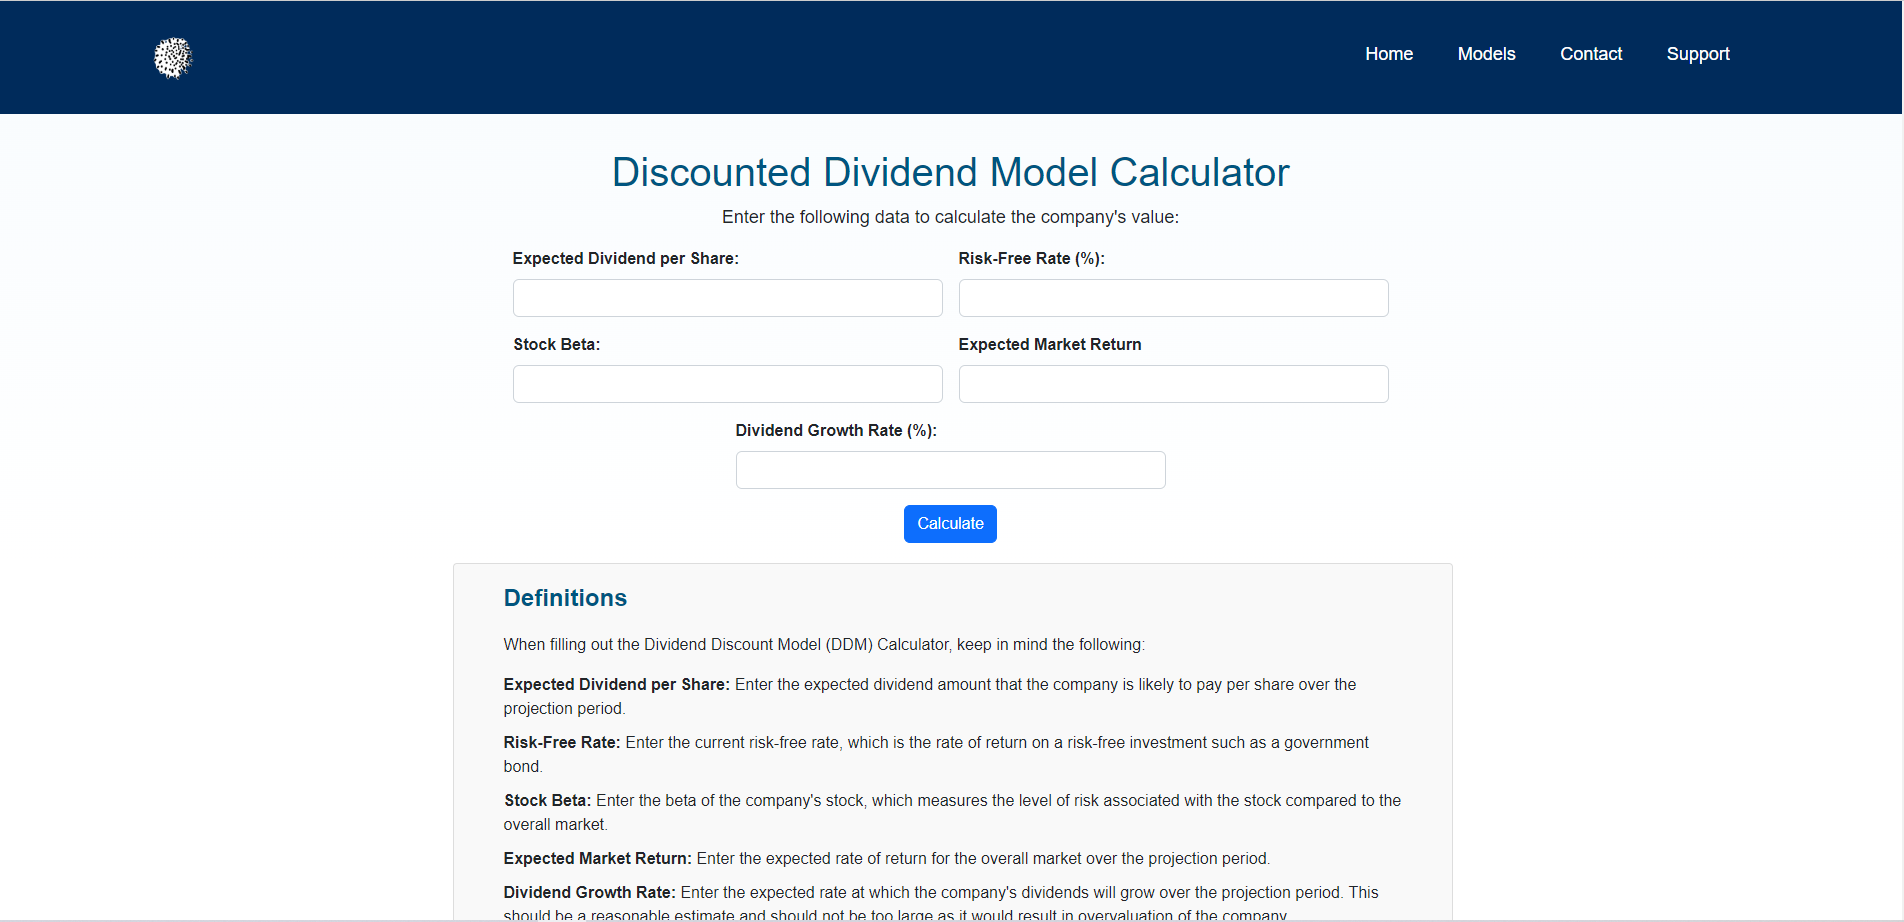 Home Models Contact Support
Discounted Dividend Model Calculator
Enter the following data to calculate the company's value:
Expected Dividend per Share:
Risk-Free Rate (%):
Stock Beta:
Expected Market Return
Dividend Growth Rate (%):
Calculate
Definitions
When filling out the Dividend Discount Model (DDM) Calculator, keep in mind the following:
Expected Dividend per Share: Enter the expected dividend amount that the company is likely to pay per share over the
projection period.
Risk-Free Rate: Enter the current risk-free rate, which is the rate of return on a risk-free investment such as a government
bond.
Stock Beta: Enter the beta of the company's stock, which measures the level of risk associated with the stock compared to the
overall market.
Expected Market Return: Enter the expected rate of return for the overall market over the projection period.
Dividend Growth Rate: Enter the expected rate at which the company's dividends will grow over the projection period. This
should be a reasonable estimate and should not be too large as it would result in overvaluation of the company.